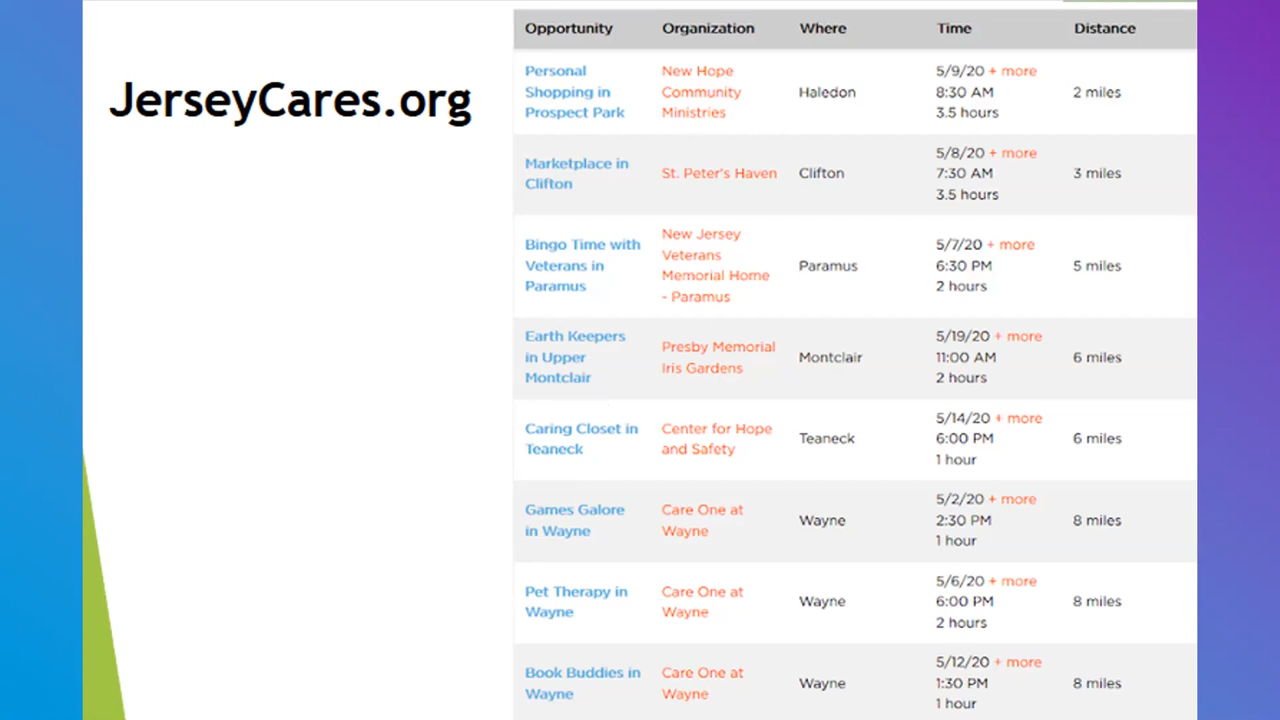 JerseyCares.org
Opportunity Organization Where Time Distance
Personal
Shopping in
Prospect Park
New Hope
Community
Ministries
Haledon
5/9/20 + more
8:30 AM
3.5 hours
2 miles
Marketplace in
Clifton
St. Peter's Haven
Clifton
5/8/20 + more
7:30 AM
3.5 hours
3 miles
Bingo Time with
Veterans in
Paramus
New Jersey
Veterans
Memorial Home
- Paramus
Paramus
5/7/20 + more
6:30 PM
2 hours
5 miles
Earth Keepers
in Upper
Montclair
Presby Memorial
Iris Gardens
Montclair
5/19/20 + more
11:00 AM
2 hours
6 miles
Caring Closet in
Teaneck
Center for Hope
and Safety
Teaneck
5/14/20 + more
6:00 PM
1 hour
6 miles
Games Galore
in Wayne
Care One at
Wayne
Wayne
5/2/20 + more
2:30 PM
1 hour
8 miles
Pet Therapy in
Wayne
Care One at
Wayne
Wayne
5/6/20 + more
6:00 PM
2 hours
8 miles
Book Buddies in
Wayne
Care One at
Wayne
Wayne
5/12/20 + more
1:30 PM
1 hour
8 miles